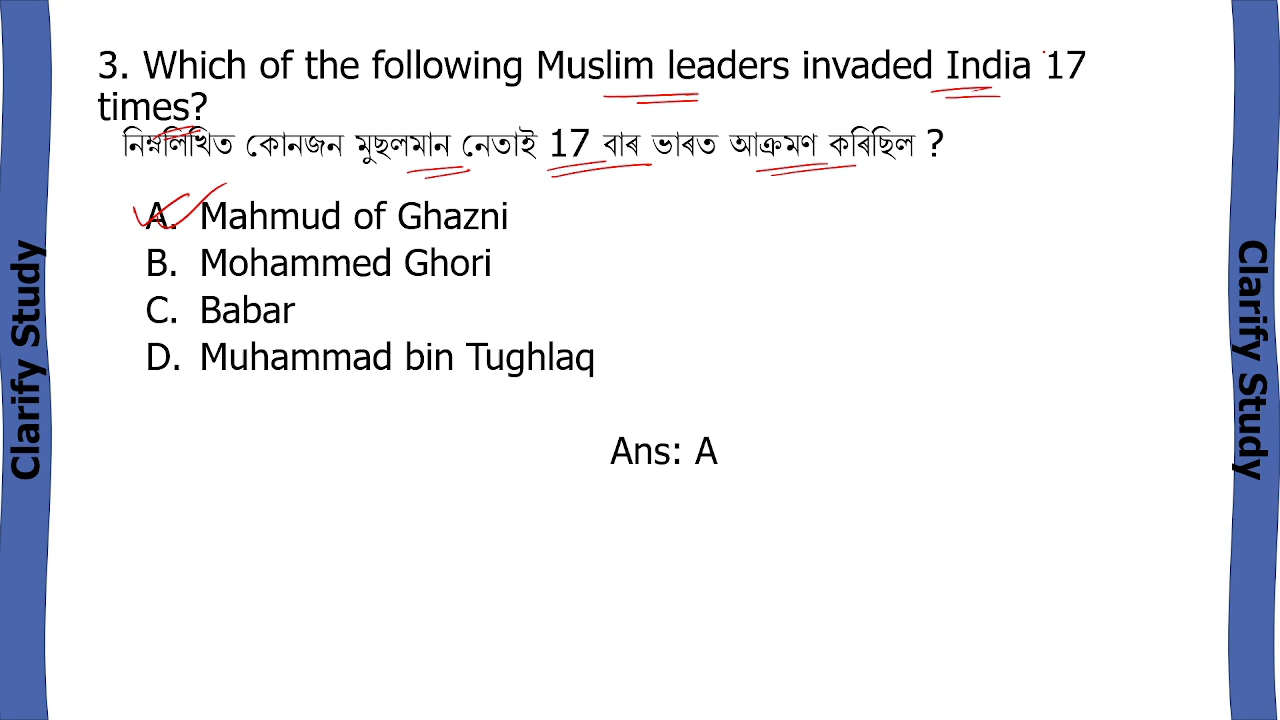 3. Which of the following Muslim leaders invaded India 17
times?
নিম্নলিখিত কোনজন মুছলমান নেতাই 17 বাৰ ভাৰত আক্ৰমণ কৰিছিল ?
A. Mahmud of Ghazni
B. Mohammed Ghori
C. Babar
D. Muhammad bin Tughlaq
Ans: A
Clarify Study
Clarify Study